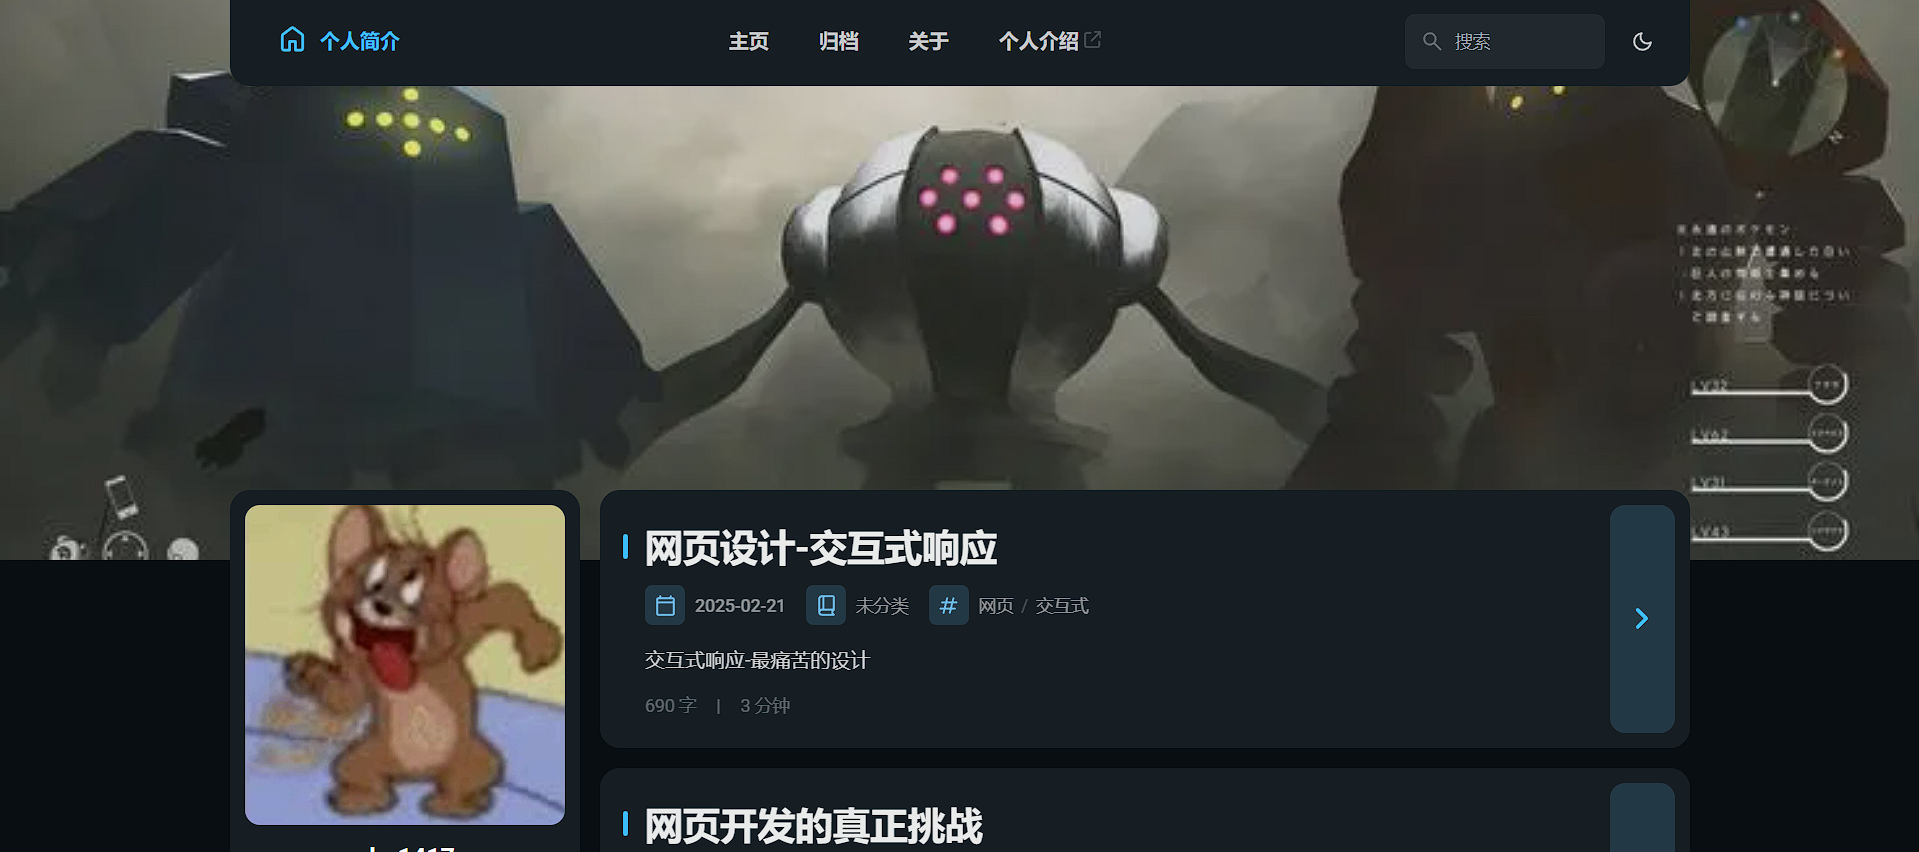 个人简介
主页
归档
关于
个人介绍
搜索
LV32
LV62
LV31
LV43
网页设计-交互式响应
2025-02-21
未分类
# 网页 / 交互式
交互式响应-最痛苦的设计
690 字 | 3 分钟
网页开发的真正挑战